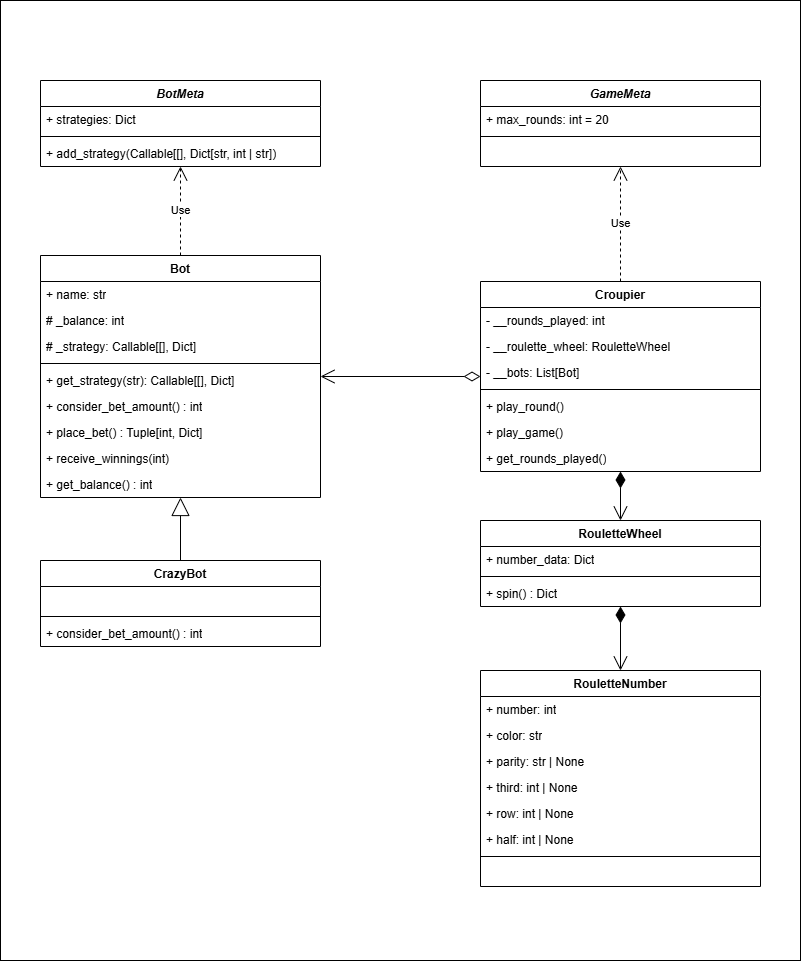 BotMeta
+ strategies: Dict
+ add_strategy(Callable[[], Dict[str, int | str])
Use
Bot
+ name: str
# _balance: int
# _strategy: Callable[[], Dict]
+ get_strategy(str): Callable[[], Dict]
+ consider_bet_amount() : int
+ place_bet() : Tuple[int, Dict]
+ receive_winnings(int)
+ get_balance() : int
CrazyBot
+ consider_bet_amount() : int
GameMeta
+ max_rounds: int = 20
Use
Croupier
- __rounds_played: int
- __roulette_wheel: RouletteWheel
- __bots: List[Bot]
+ play_round()
+ play_game()
+ get_rounds_played()
RouletteWheel
+ number_data: Dict
+ spin() : Dict
RouletteNumber
+ number: int
+ color: str
+ parity: str | None
+ third: int | None
+ row: int | None
+ half: int | None